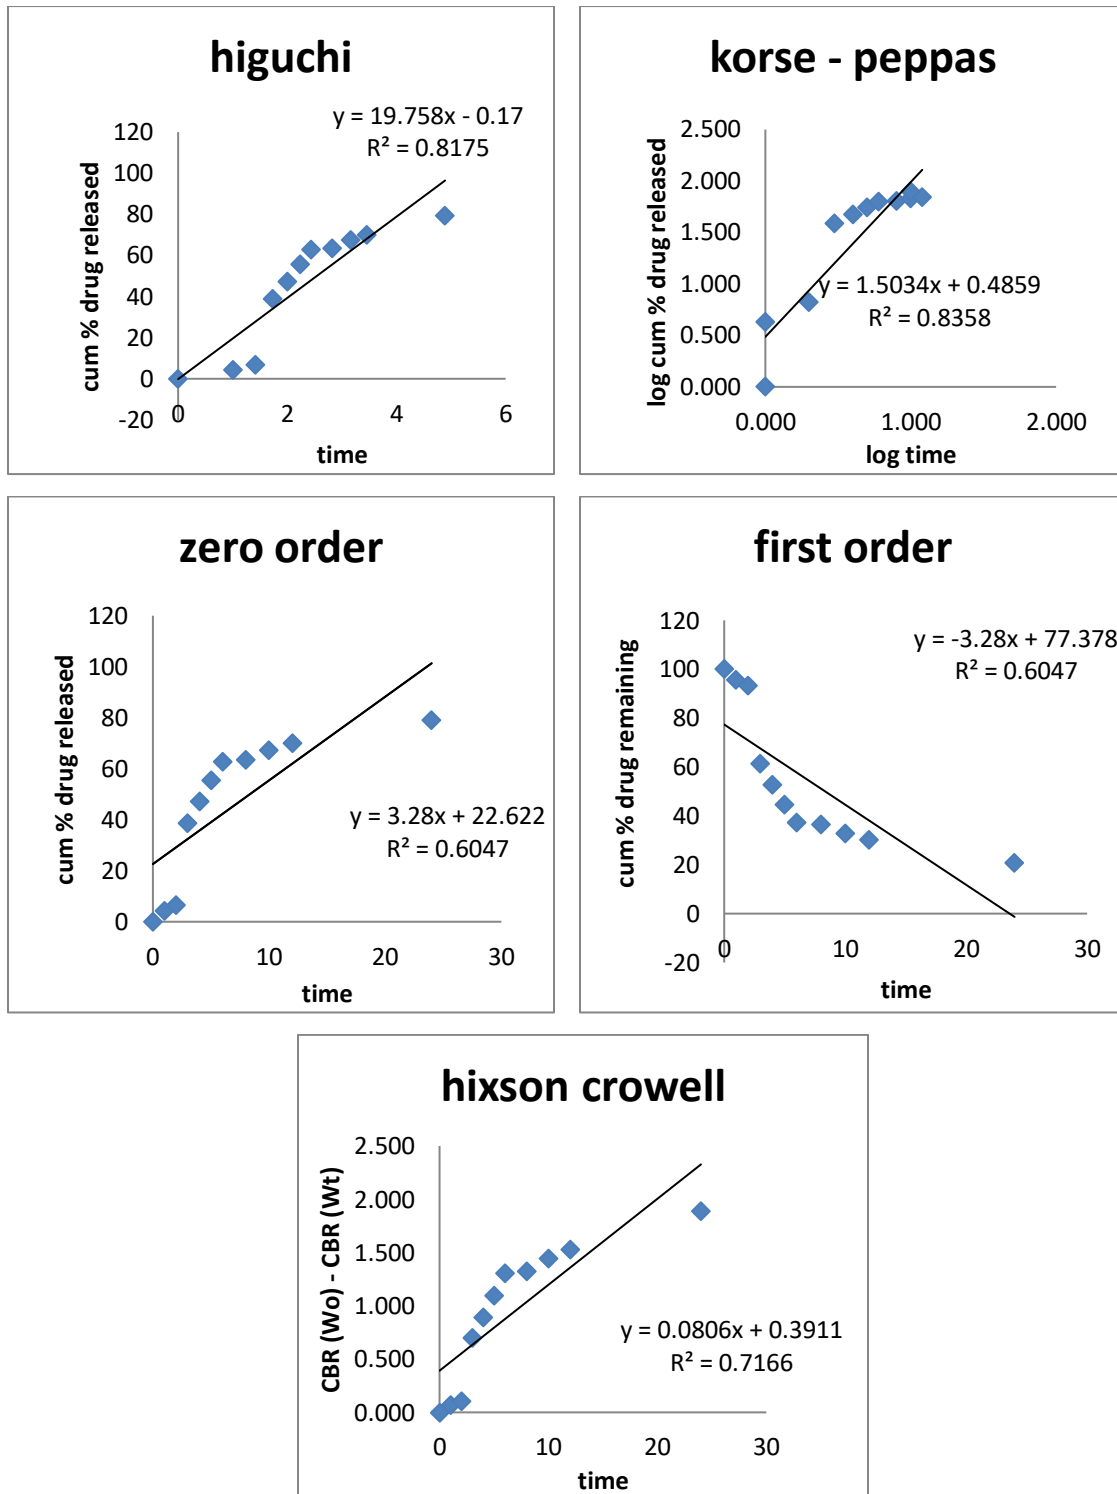 higuchi
y = 19.758x - 0.17
R² = 0.8175
cum % drug released
120
100
80
60
40
20
0
-20
0
2
4
6
time
korse - peppas
y = 1.5034x + 0.4859
R² = 0.8358
log cum % drug released
2.500
2.000
1.500
1.000
0.500
0.000
0.000
1.000
2.000
log time
zero order
y = 3.28x + 22.622
R² = 0.6047
cum % drug released
120
100
80
60
40
20
0
0
10
20
30
time
first order
y = -3.28x + 77.378
R² = 0.6047
cum % drug remaining
120
100
80
60
40
20
0
-20
0
10
20
30
time
hixson crowell
y = 0.0806x + 0.3911
R² = 0.7166
CBR (Wo) - CBR (Wt)
2.500
2.000
1.500
1.000
0.500
0.000
0
10
20
30
time